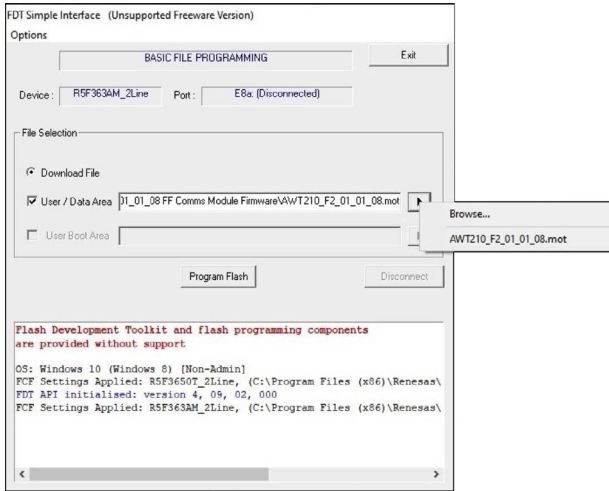 FDT Simple Interface (Unsupported Freeware Version)
Options
BASIC FILE PROGRAMMING
Exit
Device : R5F363AM_2Line Port : E8a: (Disconnected)
File Selection
Download File
User / Data Area 01_01_08 FF Comms Module Firmware\AWT210_F2_01_01_08.mot
Browse...
User Boot Area
AWT210_F2_01_01_08.mot
Program Flash Disconnect
Flash Development Toolkit and flash programming components
are provided without support
OS: Windows 10 (Windows 8) [Non-Admin]
FCF Settings Applied: R5F3650T_2Line, (C:\Program Files (x86)\Renesas\
FDT API initialised: version 4, 09, 02, 000
FCF Settings Applied: R5F363AM_2Line, (C:\Program Files (x86)\Renesas\